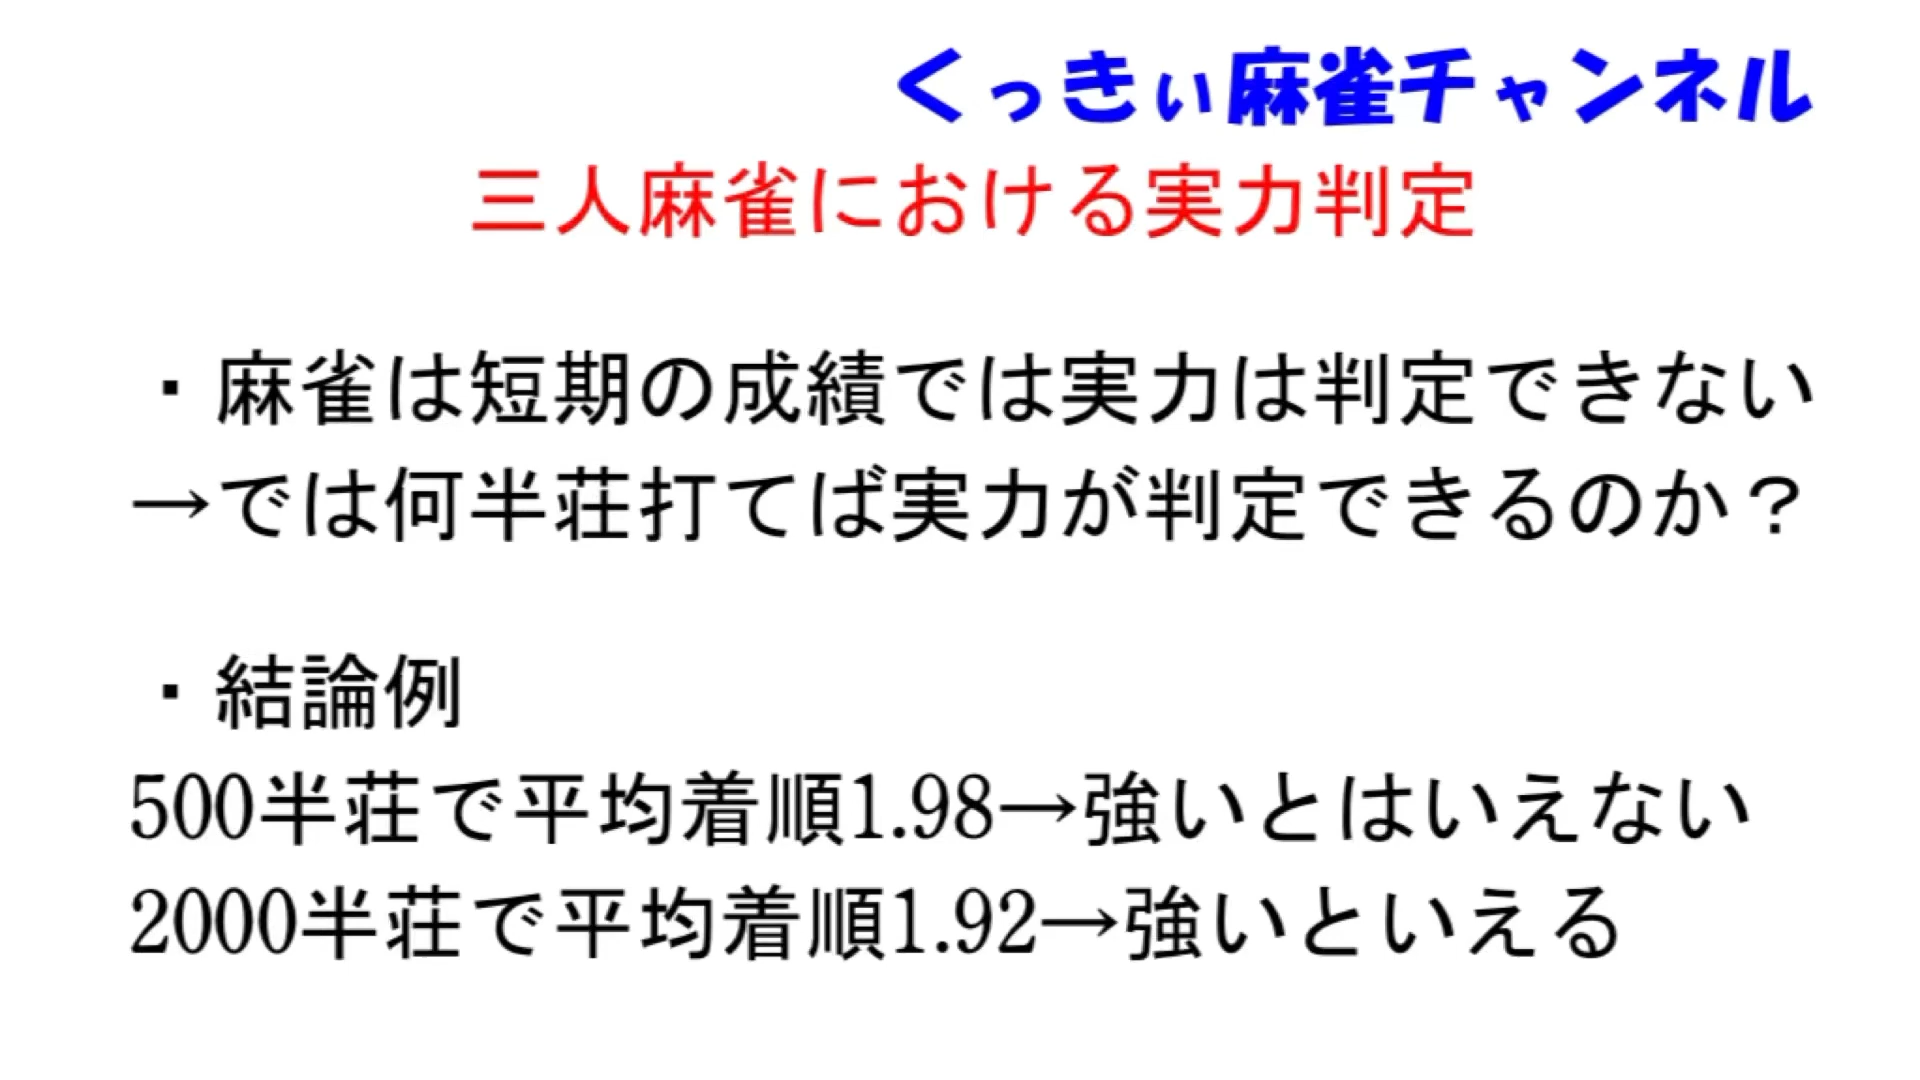 くっきぃ麻雀チャンネル
三人麻雀における実力判定
・麻雀は短期の成績では実力は判定できない
→では何半荘打てば実力が判定できるのか？
・結論例
500半荘で平均着順1.98→強いとはいえない
2000半荘で平均着順1.92→強いといえる